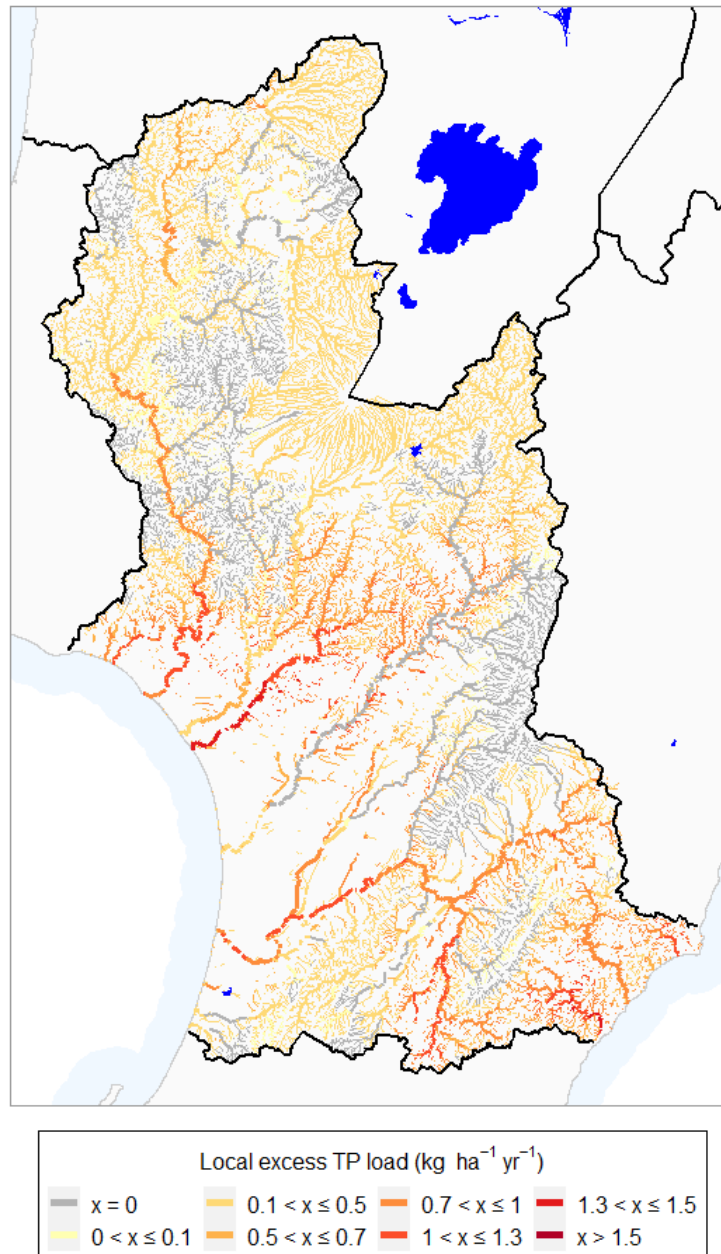 Local excess TP load (kg ha⁻¹ yr⁻¹)
x = 0 0.1 < x ≤ 0.5 0.7 < x ≤ 1 1.3 < x ≤ 1.5
0 < x ≤ 0.1 0.5 < x ≤ 0.7 1 < x ≤ 1.3 x > 1.5